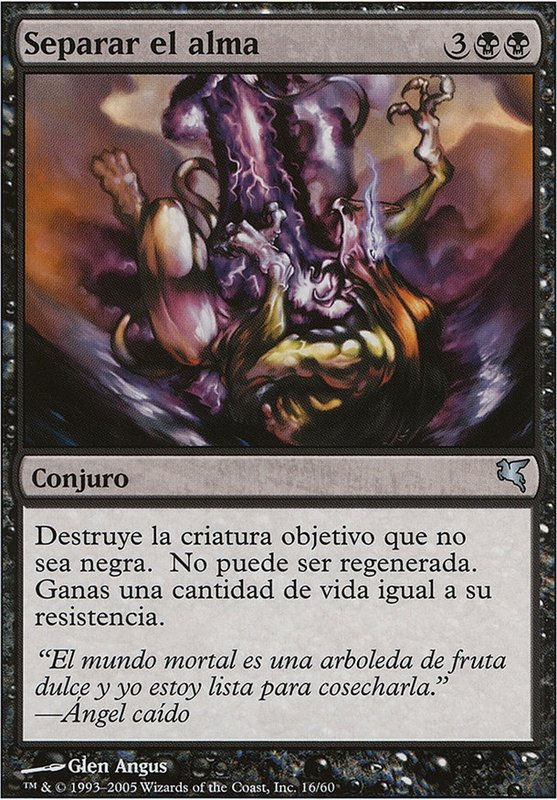 Separar el alma 3
Conjuro
Destruye la criatura objetivo que no
sea negra. No puede ser regenerada.
Ganas una cantidad de vida igual a su
resistencia.
“El mundo mortal es una arboleda de fruta
dulce y yo estoy lista para cosecharla.”
—Ángel caído
Glen Angus
™ & © 1993–2005 Wizards of the Coast, Inc. 16/60